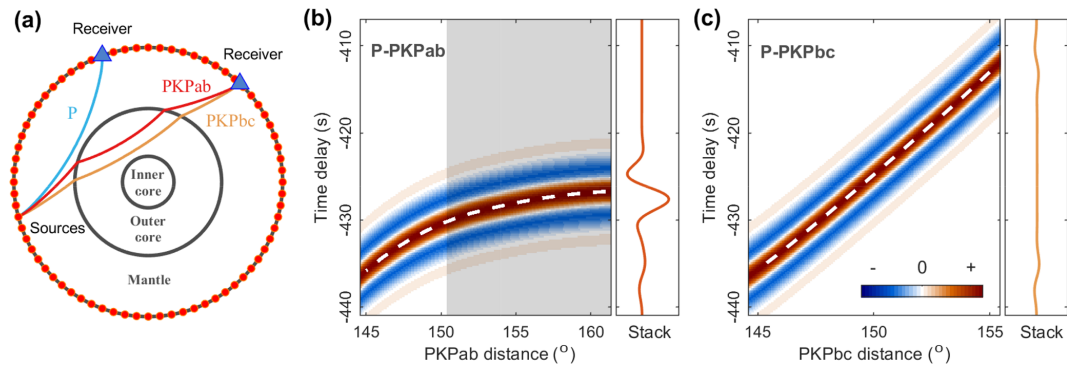 (a)
Receiver
Receiver
P
PKPab
PKPbc
Inner
core
Outer
core
Sources
Mantle
(b)
P-PKPab
Time delay (s)
-410
-420
-430
-440
145
150
155
160
PKPab distance (°)
Stack
(c)
P-PKPbc
Time delay (s)
-410
-420
-430
-440
- 0 +
145
150
155
PKPbc distance (°)
Stack